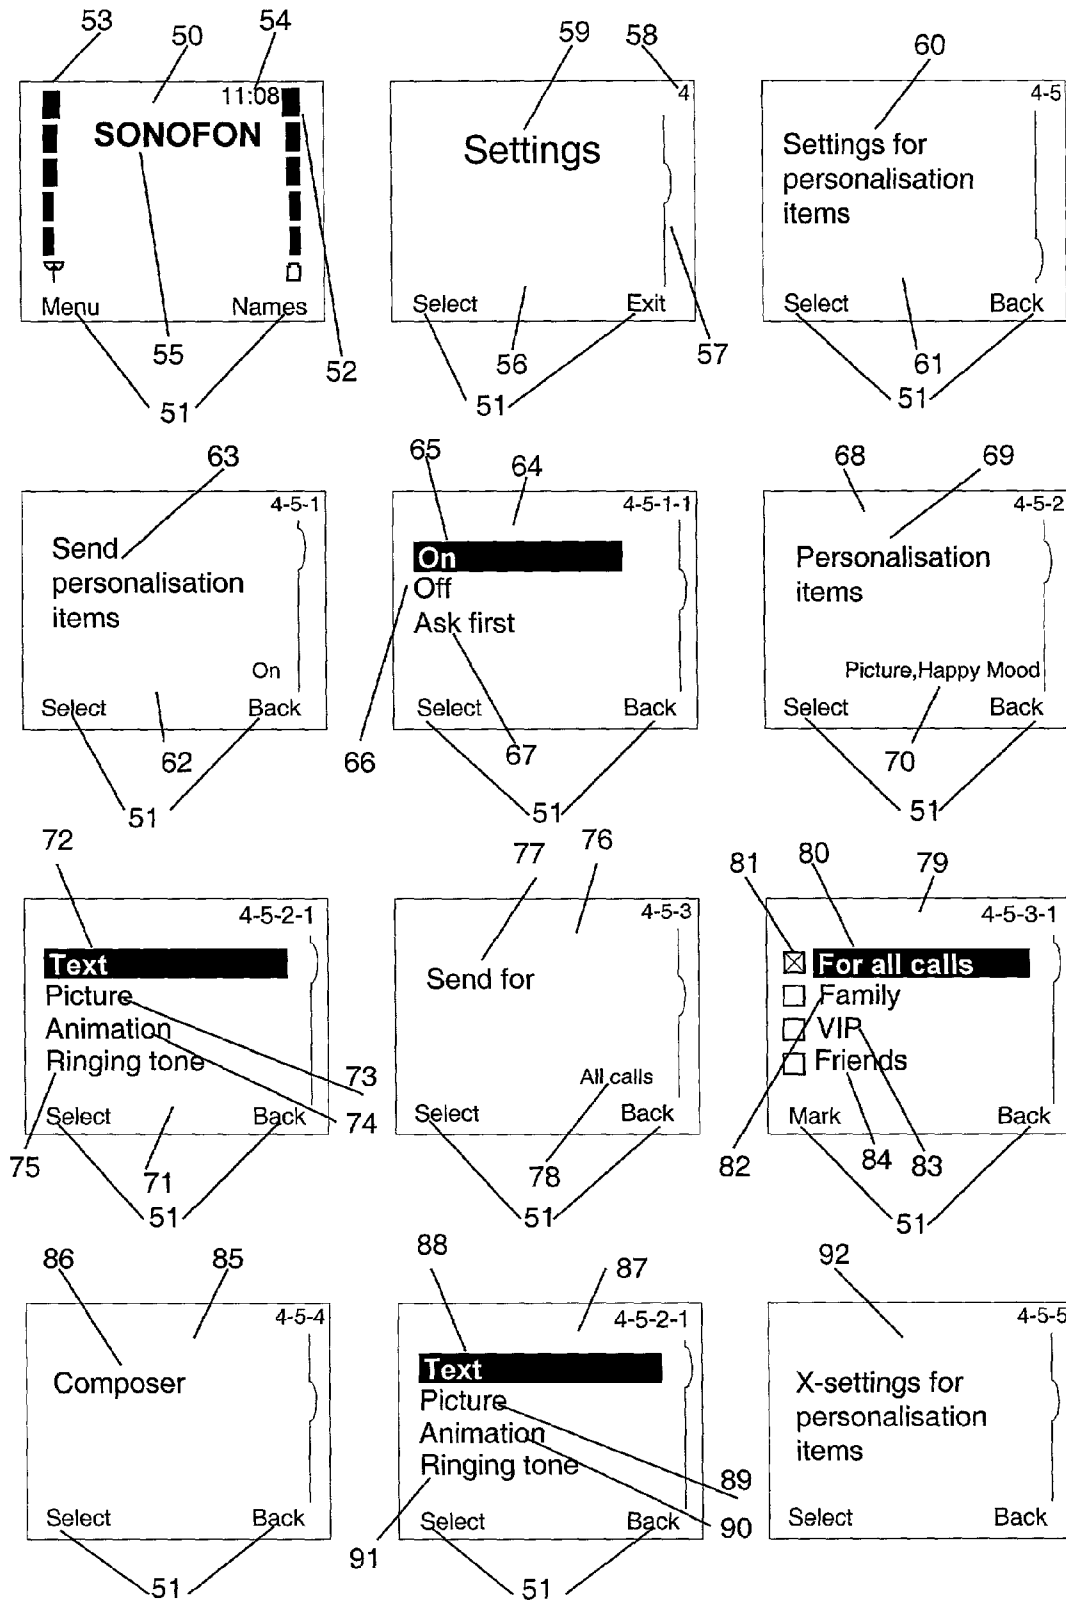 53 50 54
11:08
SONOFON
Menu Names
55 52
51
59 58
4
Settings
Select Exit
56 57
51
60
4-5
Settings for
personalisation
items
Select Back
61
51
63
4-5-1
Send
personalisation
items
On
Select Back
62
51
65 64
4-5-1-1
On
Off
Ask first
Select Back
66 67
51
68 69
4-5-2
Personalisation
items
Picture,Happy Mood
Select Back
70
51
72
4-5-2-1
Text
Picture
Animation
Ringing tone
73
74
Select Back
75 71
51
77 76
4-5-3
Send for
All calls
Select Back
78
51
81 80 79
4-5-3-1
For all calls
Family
VIP
Friends
Mark Back
82 84 83
51
86 85
4-5-4
Composer
Select Back
51
88 87
4-5-2-1
Text
Picture
Animation
Ringing tone
89
90
Select Back
91
51
92
4-5-5
X-settings for
personalisation
items
Select Back